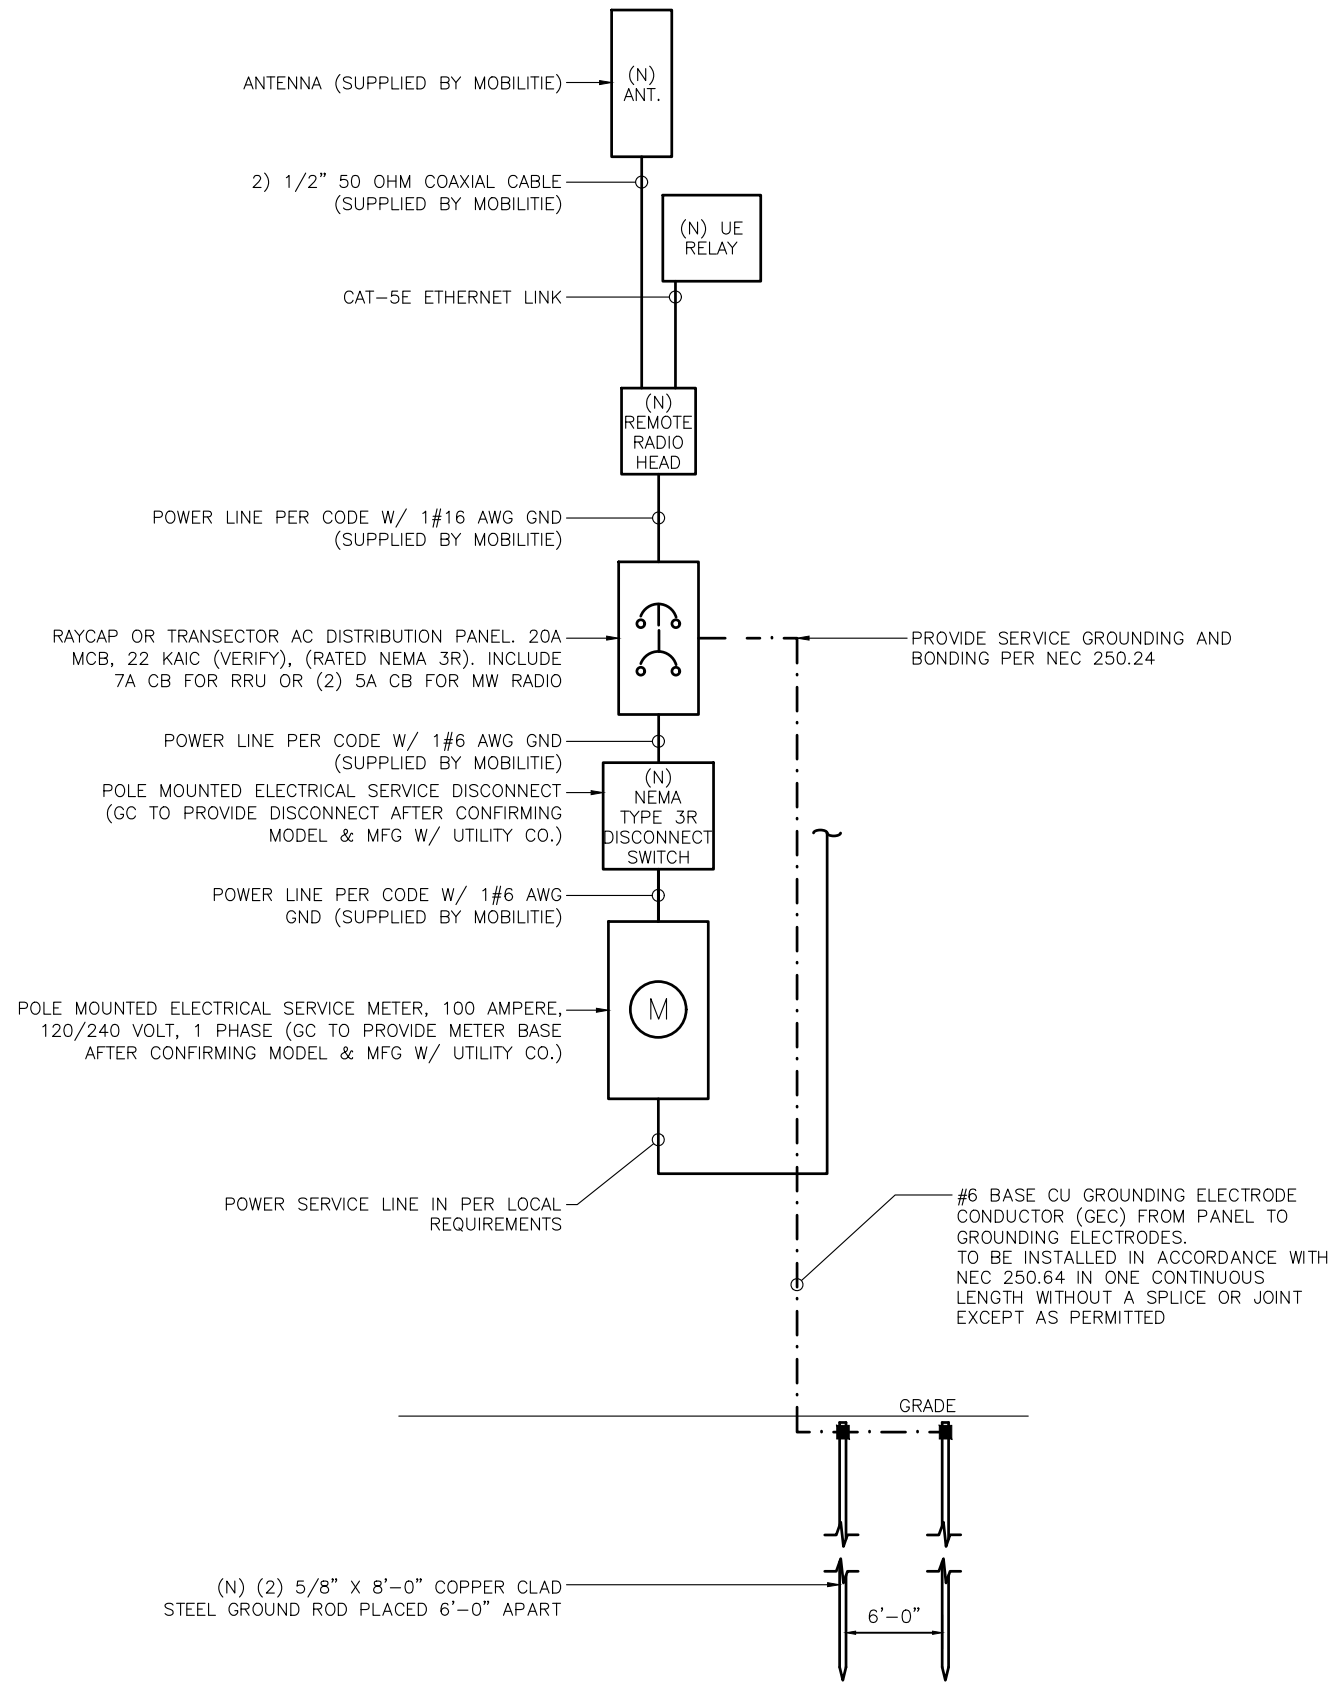 (N)
ANT.
ANTENNA (SUPPLIED BY MOBILITIE)
2) 1/2" 50 OHM COAXIAL CABLE
(SUPPLIED BY MOBILITIE)
(N) UE
RELAY
CAT-5E ETHERNET LINK
(N)
REMOTE
RADIO
HEAD
POWER LINE PER CODE W/ 1#16 AWG GND
(SUPPLIED BY MOBILITIE)
RAYCAP OR TRANSECTOR AC DISTRIBUTION PANEL. 20A
MCB, 22 KAIC (VERIFY), (RATED NEMA 3R). INCLUDE
7A CB FOR RRU OR (2) 5A CB FOR MW RADIO
PROVIDE SERVICE GROUNDING AND
BONDING PER NEC 250.24
POWER LINE PER CODE W/ 1#6 AWG GND
(SUPPLIED BY MOBILITIE)
POLE MOUNTED ELECTRICAL SERVICE DISCONNECT
(GC TO PROVIDE DISCONNECT AFTER CONFIRMING
MODEL & MFG W/ UTILITY CO.)
(N)
NEMA
TYPE 3R
DISCONNECT
SWITCH
POWER LINE PER CODE W/ 1#6 AWG
GND (SUPPLIED BY MOBILITIE)
POLE MOUNTED ELECTRICAL SERVICE METER, 100 AMPERE,
120/240 VOLT, 1 PHASE (GC TO PROVIDE METER BASE
AFTER CONFIRMING MODEL & MFG W/ UTILITY CO.)
M
POWER SERVICE LINE IN PER LOCAL
REQUIREMENTS
#6 BASE CU GROUNDING ELECTRODE
CONDUCTOR (GEC) FROM PANEL TO
GROUNDING ELECTRODES.
TO BE INSTALLED IN ACCORDANCE WITH
NEC 250.64 IN ONE CONTINUOUS
LENGTH WITHOUT A SPLICE OR JOINT
EXCEPT AS PERMITTED
GRADE
(N) (2) 5/8" X 8'-0" COPPER CLAD
STEEL GROUND ROD PLACED 6'-0" APART
6'-0"